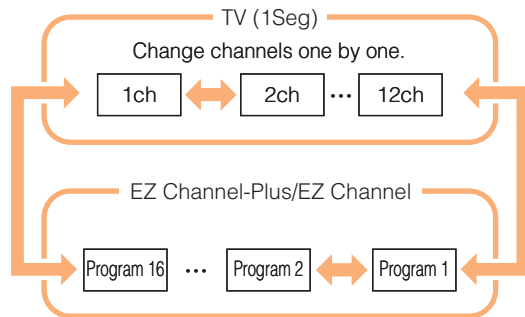 TV (1Seg)
Change channels one by one.
1ch 2ch ••• 12ch
EZ Channel-Plus/EZ Channel
Program 16 ••• Program 2 Program 1